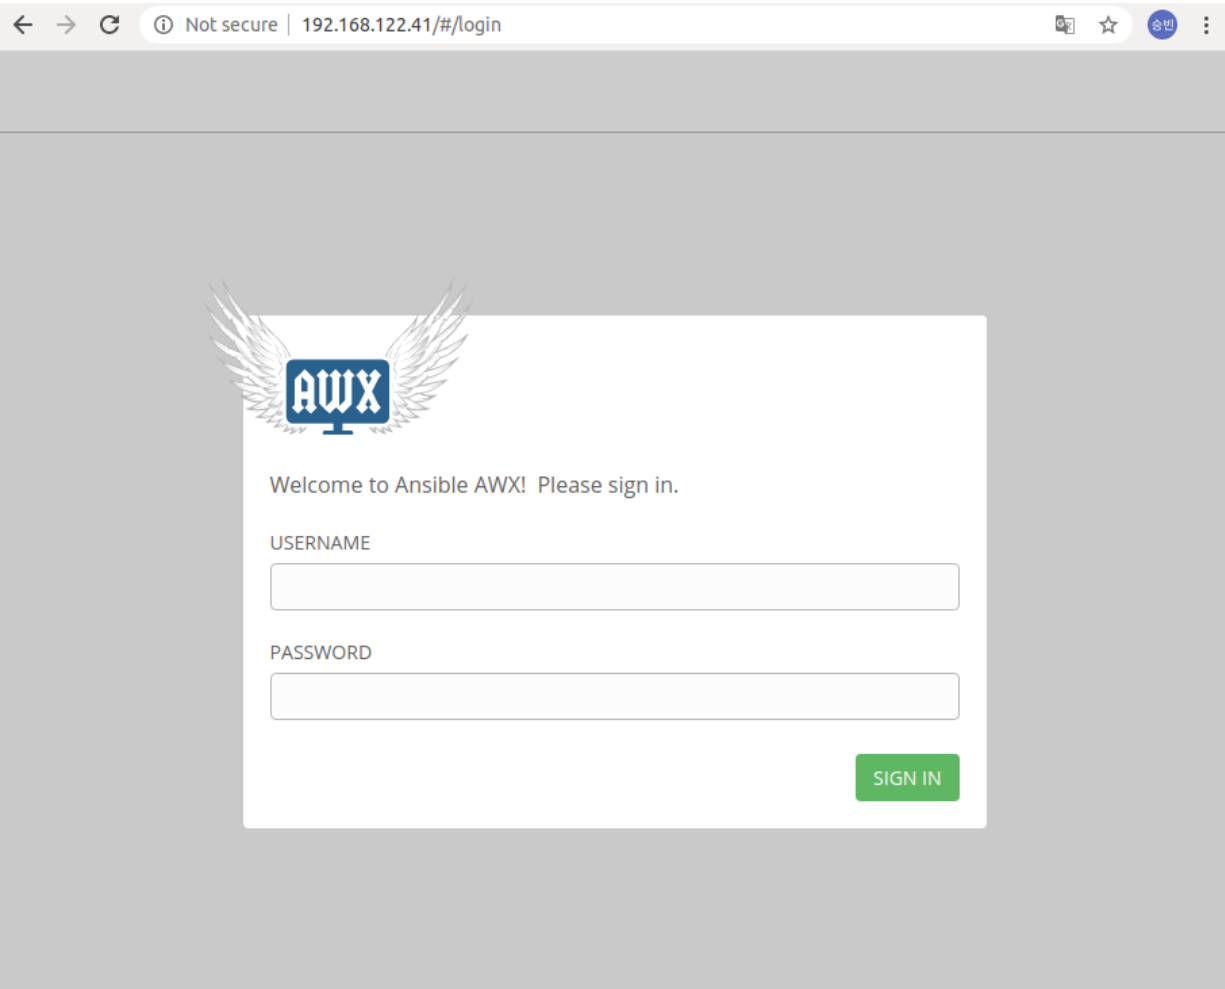 Not secure | 192.168.122.41/#/login 승빈
AWX
Welcome to Ansible AWX! Please sign in.
USERNAME
PASSWORD
SIGN IN